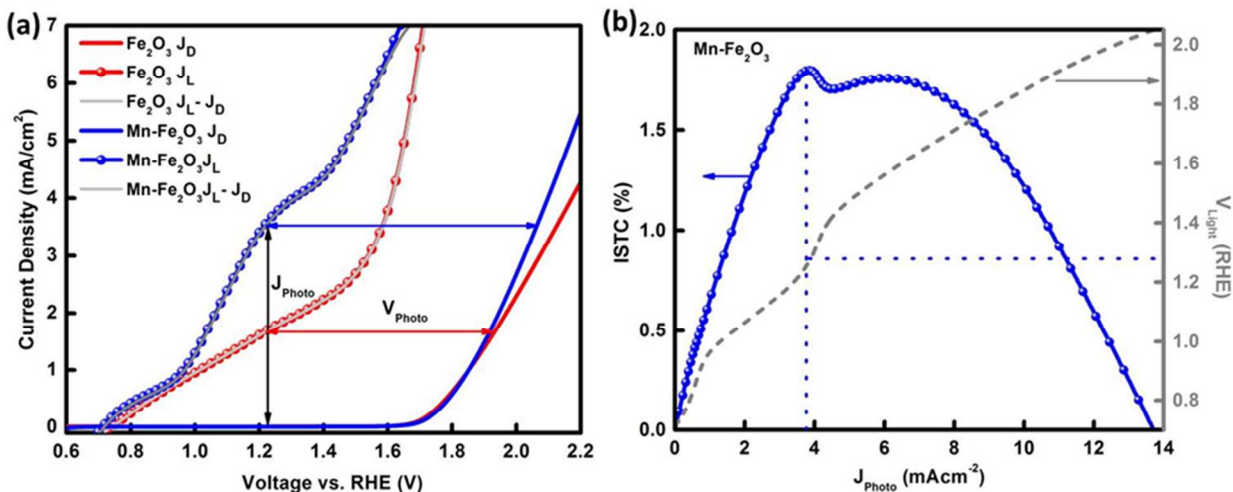 (a)
Fe₂O₃ J_D
Fe₂O₃ J_L
Fe₂O₃ J_L- J_D
Mn-Fe₂O₃ J_D
Mn-Fe₂O₃J_L
Mn-Fe₂O₃J_L- J_D
J_Photo
V_Photo
Current Density (mA/cm²)
7
6
5
4
3
2
1
0
0.6 0.8 1.0 1.2 1.4 1.6 1.8 2.0 2.2
Voltage vs. RHE (V)
(b)
Mn-Fe₂O₃
ISTC (%)
2.0
1.5
1.0
0.5
0.0
0 2 4 6 8 10 12 14
J_Photo (mAcm⁻²)
2.0
1.8
1.6
1.4
1.2
1.0
0.8
V_Light (RHE)